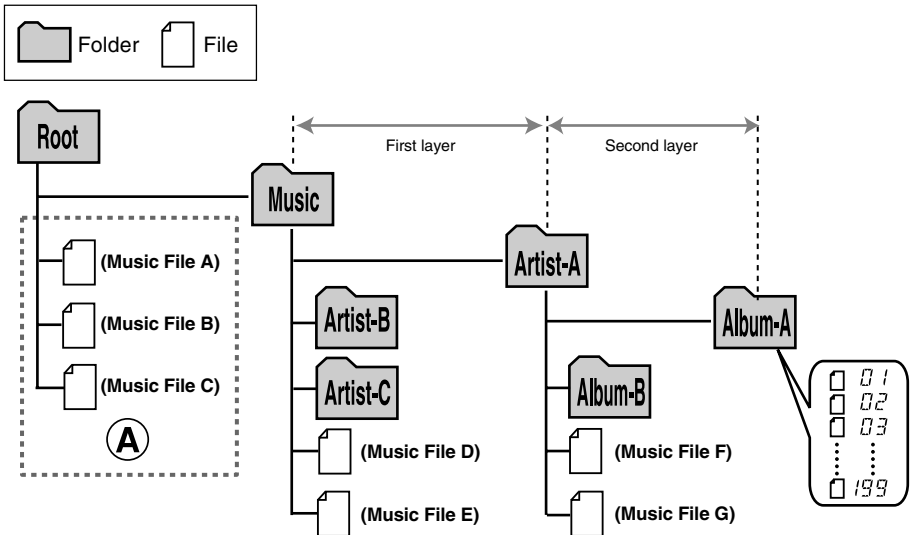 Folder
File
Root
First layer
Second layer
Music
(Music File A)
Artist-A
(Music File B)
Artist-B
Album-A
(Music File C)
Artist-C
Album-B
01
02
03
199
A
(Music File D)
(Music File F)
(Music File E)
(Music File G)